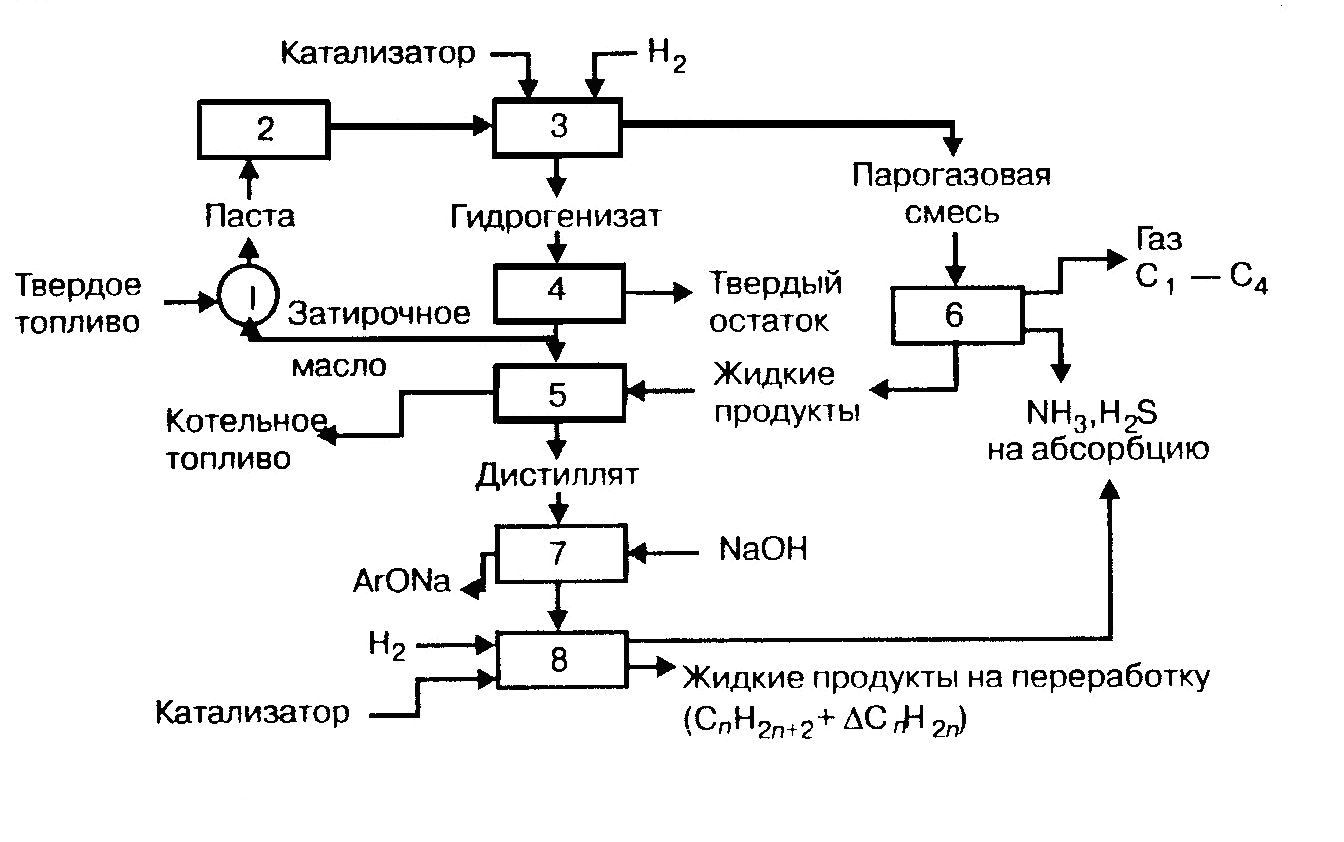 Катализатор
H2
2
3
Парогазовая
смесь
Паста
Гидрогенизат
Газ
C1 — C4
Твердое
топливо
1
Затирочное
масло
4
Твердый
остаток
6
5
Жидкие
продукты
Котельное
топливо
NH3,H2S
на абсорбцию
Дистиллят
7
NaOH
ArONa
H2
8
Катализатор
Жидкие продукты на переработку
(CnH2n+2+ ΔCnH2n)